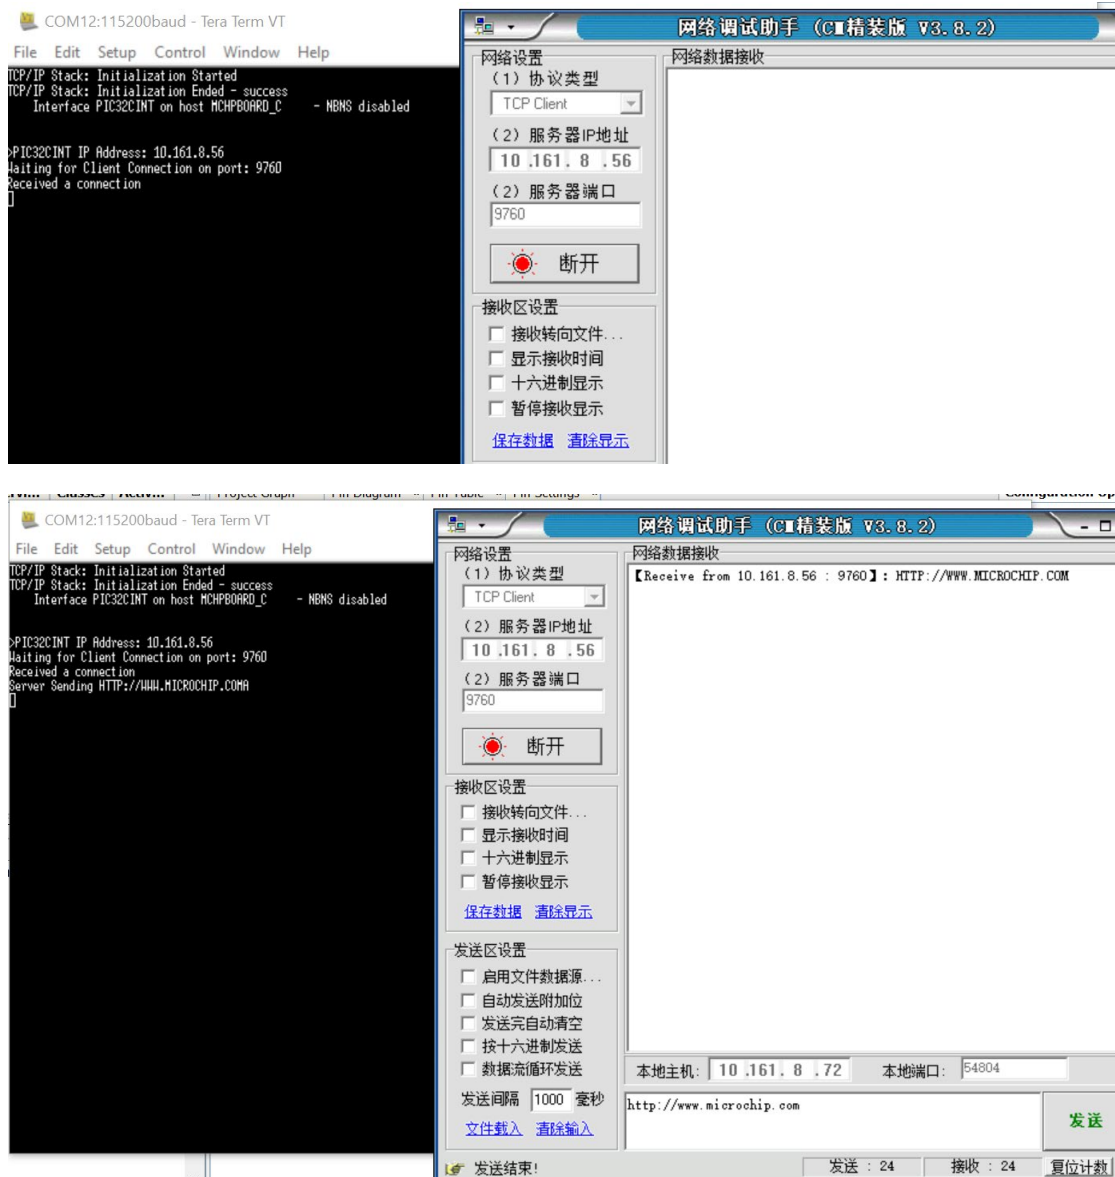 COM12:115200baud - Tera Term VT
File Edit Setup Control Window Help
TCP/IP Stack: Initialization Started
TCP/IP Stack: Initialization Ended - success
Interface PIC32CINT on host MCHPBOARD_C - NBNS disabled
>PIC32CINT IP Address: 10.161.8.56
Waiting for Client Connection on port: 9760
Received a connection
网络调试助手 (CⅢ精装版 V3.8.2)
网络设置
(1) 协议类型
TCP Client
(2) 服务器IP地址
10 .161. 8 .56
(2) 服务器端口
9760
断开
接收区设置
接收转向文件...
显示接收时间
十六进制显示
暂停接收显示
保存数据 清除显示
网络数据接收
Classes
Project Graph
Pin Diagram
Pin Table
Pin Settings
COM12:115200baud - Tera Term VT
File Edit Setup Control Window Help
TCP/IP Stack: Initialization Started
TCP/IP Stack: Initialization Ended - success
Interface PIC32CINT on host MCHPBOARD_C - NBNS disabled
>PIC32CINT IP Address: 10.161.8.56
Waiting for Client Connection on port: 9760
Received a connection
Server Sending HTTP://WWW.MICROCHIP.COMA
网络调试助手 (CⅢ精装版 V3.8.2)
网络设置
(1) 协议类型
TCP Client
(2) 服务器IP地址
10 .161. 8 .56
(2) 服务器端口
9760
断开
接收区设置
接收转向文件...
显示接收时间
十六进制显示
暂停接收显示
保存数据 清除显示
发送区设置
启用文件数据源...
自动发送附加位
发送完自动清空
按十六进制发送
数据流循环发送
发送间隔 1000 毫秒
文件载入 清除输入
网络数据接收
【Receive from 10.161.8.56 : 9760】: HTTP://WWW.MICROCHIP.COM
本地主机: 10 .161. 8 .72 本地端口: 54804
http://www.microchip.com
发送
发送结束! 发送 : 24 接收 : 24 复位计数